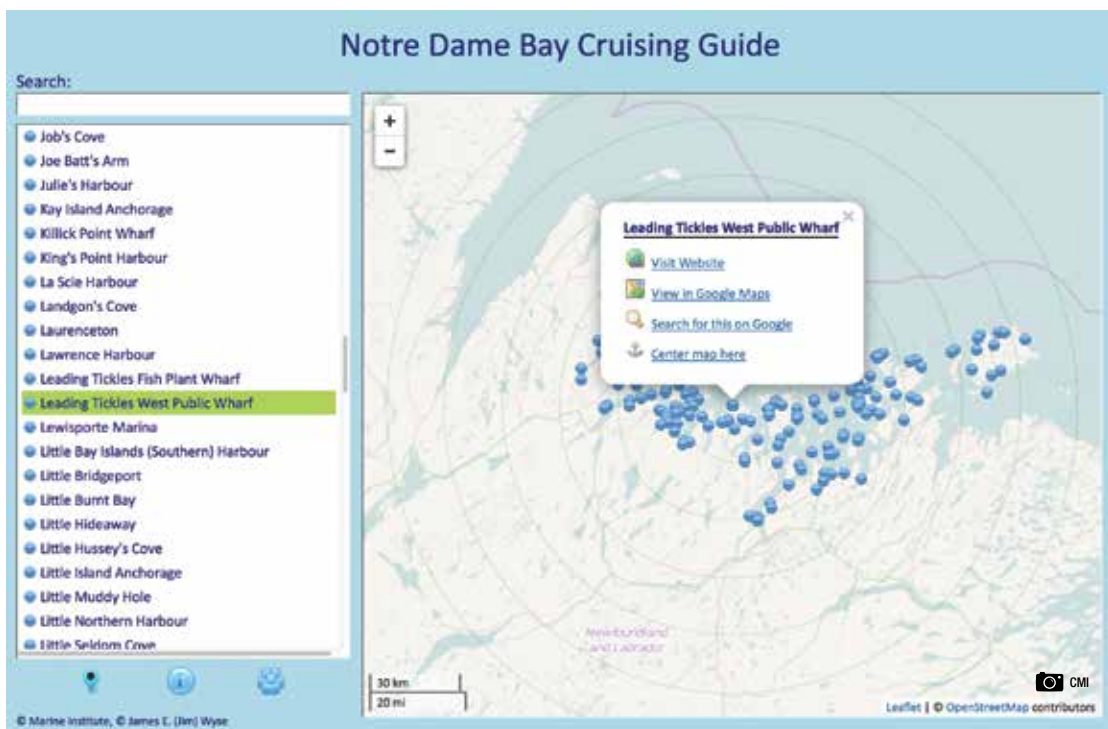 Notre Dame Bay Cruising Guide
Search:
Job's Cove
Joe Batt's Arm
Julie's Harbour
Kay Island Anchorage
Killick Point Wharf
King's Point Harbour
La Scie Harbour
Landgon's Cove
Laurenceton
Lawrence Harbour
Leading Tickles Fish Plant Wharf
Leading Tickles West Public Wharf
Lewisporte Marina
Little Bay Islands (Southern) Harbour
Little Bridgeport
Little Burnt Bay
Little Hideaway
Little Hussey's Cove
Little Island Anchorage
Little Muddy Hole
Little Northern Harbour
Little Seldom Cove
© Marine Institute, © James E. (Jim) Wyse
+
−
Leading Tickles West Public Wharf
Visit Website
View in Google Maps
Search for this on Google
Center map here
Newfoundland
and Labrador
30 km
20 mi
CMI
Leaflet | © OpenStreetMap contributors